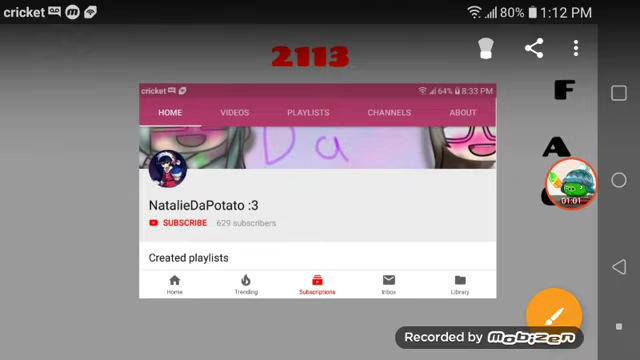 cricket 80% 1:12 PM
2113
cricket 64% 8:33 PM
HOME VIDEOS PLAYLISTS CHANNELS ABOUT
F
Da
A
NatalieDaPotato :3
01:01
SUBSCRIBE 629 subscribers
Created playlists
Home Trending Subscriptions Inbox Library
Recorded by Mobizen